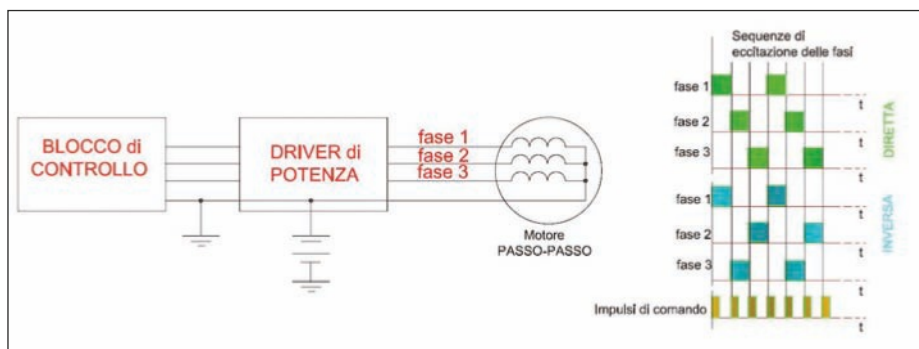 BLOCCO di
CONTROLLO
DRIVER di
POTENZA
fase 1
fase 2
fase 3
Motore
PASSO-PASSO
Sequenze di
eccitazione delle fasi
fase 1
t
fase 2
t
fase 3
t
DIRETTA
fase 1
t
fase 2
t
fase 3
t
INVERSA
Impulsi di comando
t